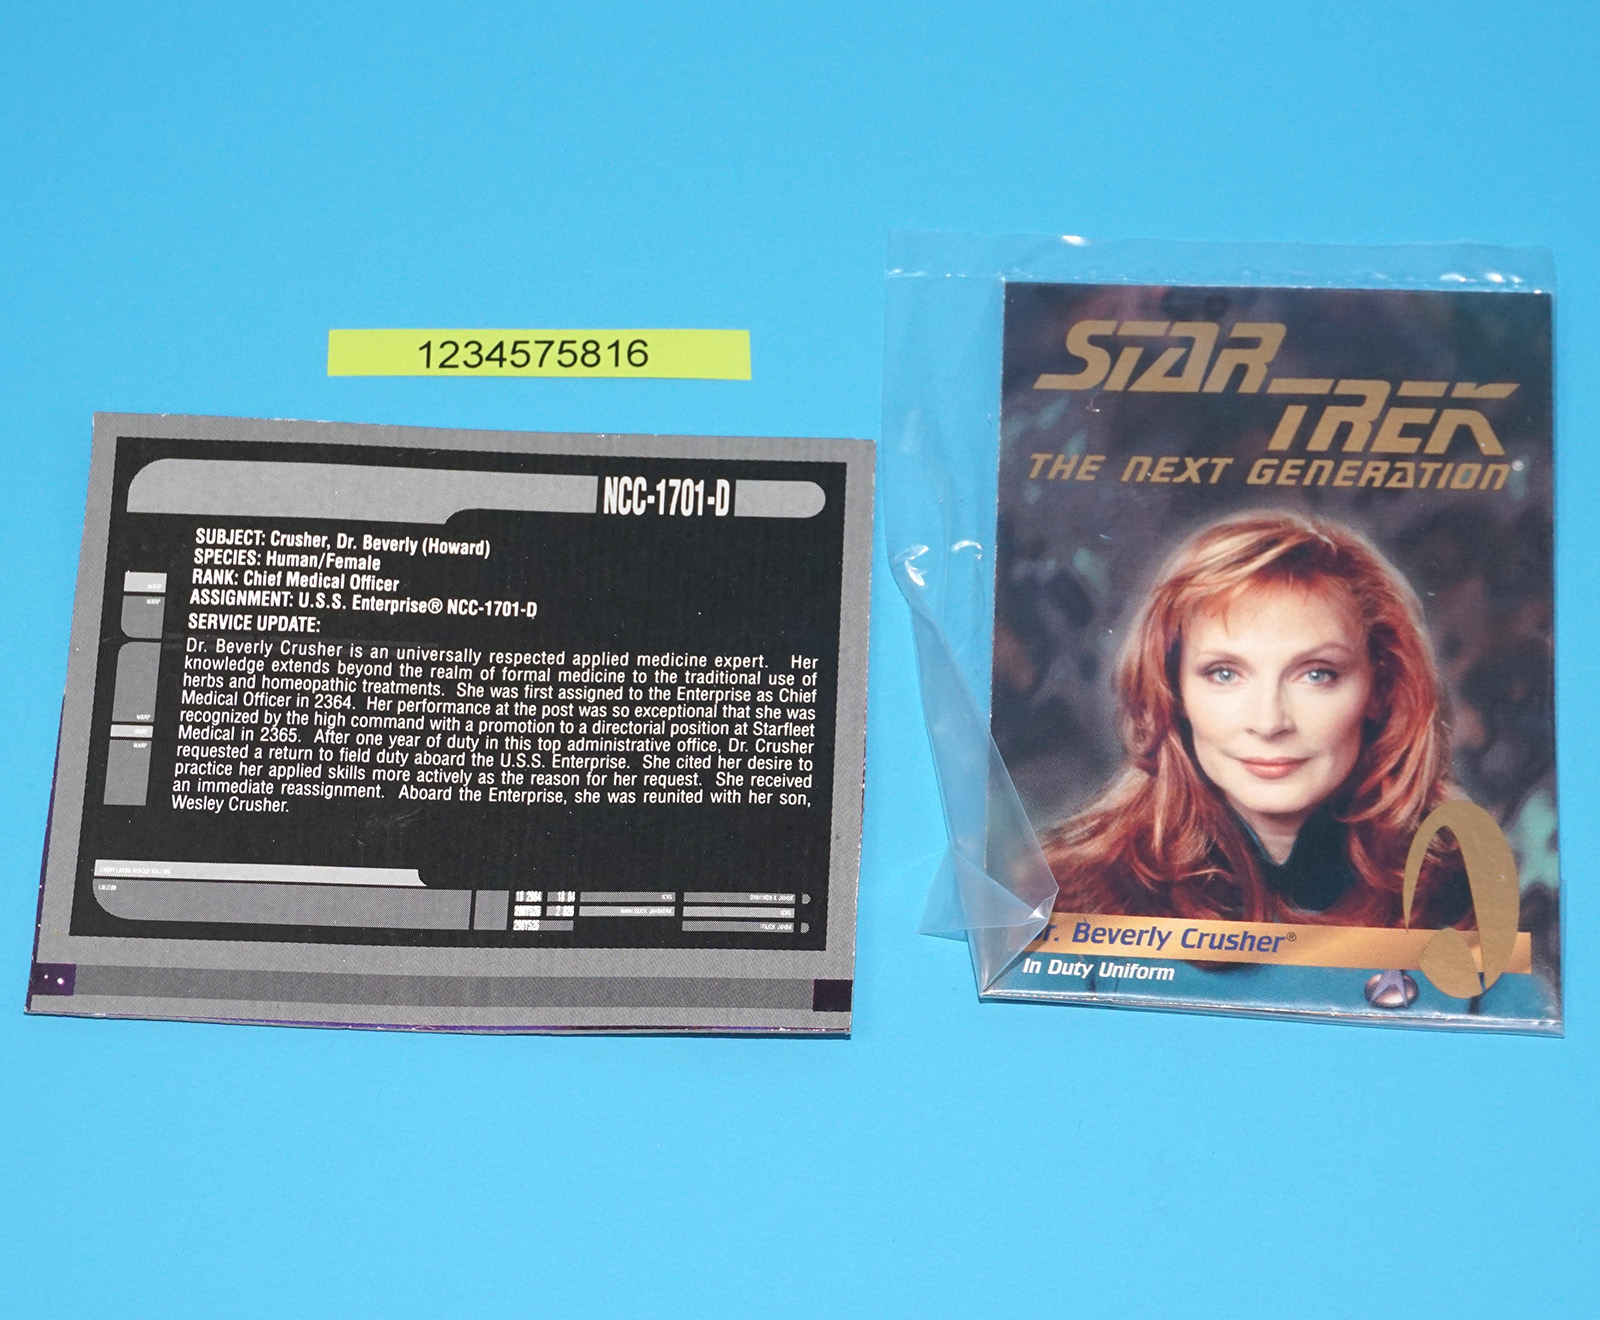 1234575816
NCC-1701-D
SUBJECT: Crusher, Dr. Beverly (Howard)
SPECIES: Human/Female
RANK: Chief Medical Officer
ASSIGNMENT: U.S.S. Enterprise® NCC-1701-D
SERVICE UPDATE:
Dr. Beverly Crusher is an universally respected applied medicine expert. Her
knowledge extends beyond the realm of formal medicine to the traditional use of
herbs and homeopathic treatments. She was first assigned to the Enterprise as Chief
Medical Officer in 2364. Her performance at the post was so exceptional that she was
recognized by the high command with a promotion to a directorial position at Starfleet
Medical in 2365. After one year of duty in this top administrative office, Dr. Crusher
requested a return to field duty aboard the U.S.S. Enterprise. She cited her desire to
practice her applied skills more actively as the reason for her request. She received
an immediate reassignment. Aboard the Enterprise, she was reunited with her son,
Wesley Crusher.
STAR
TREK
THE NEXT GENERATION®
Dr. Beverly Crusher®
In Duty Uniform